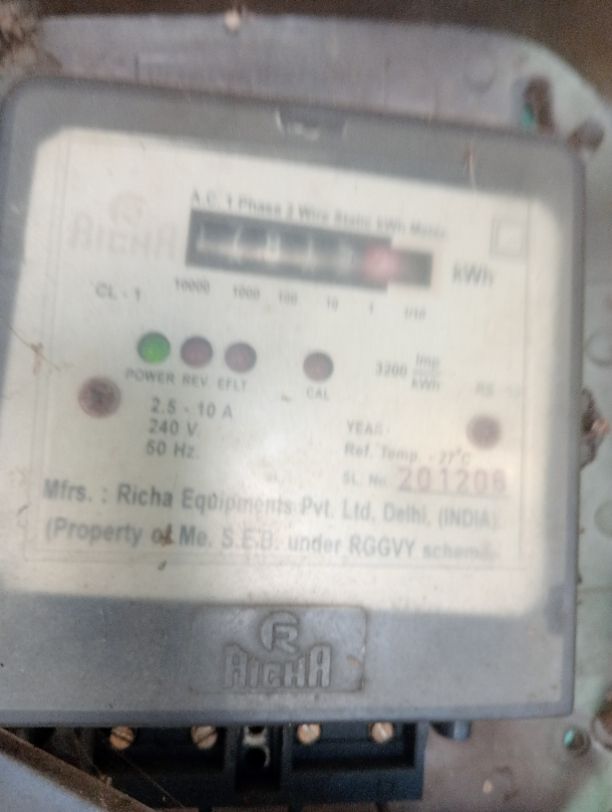 A.C. 1 Phase 2 Wire Static kWh Meter
RICHA
kWh
CL - 1
10000 1000 100 10 1 1/10
POWER REV EFLT
CAL
3200 Imp
kWh
2.5 - 10 A
240 V.
50 Hz.
YEAR-
Ref. Temp. - 27°C
SL. No. 201206
Mfrs. : Richa Equipments Pvt. Ltd, Delhi, (INDIA)
(Property of Me. S.E.B. under RGGVY scheme
RICHA